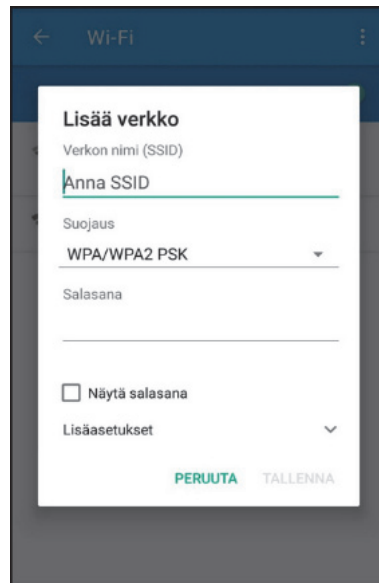 Wi-Fi
Lisää verkko
Verkon nimi (SSID)
Anna SSID
Suojaus
WPA/WPA2 PSK
Salasana
Näytä salasana
Lisäasetukset
PERUUTA TALLENNA